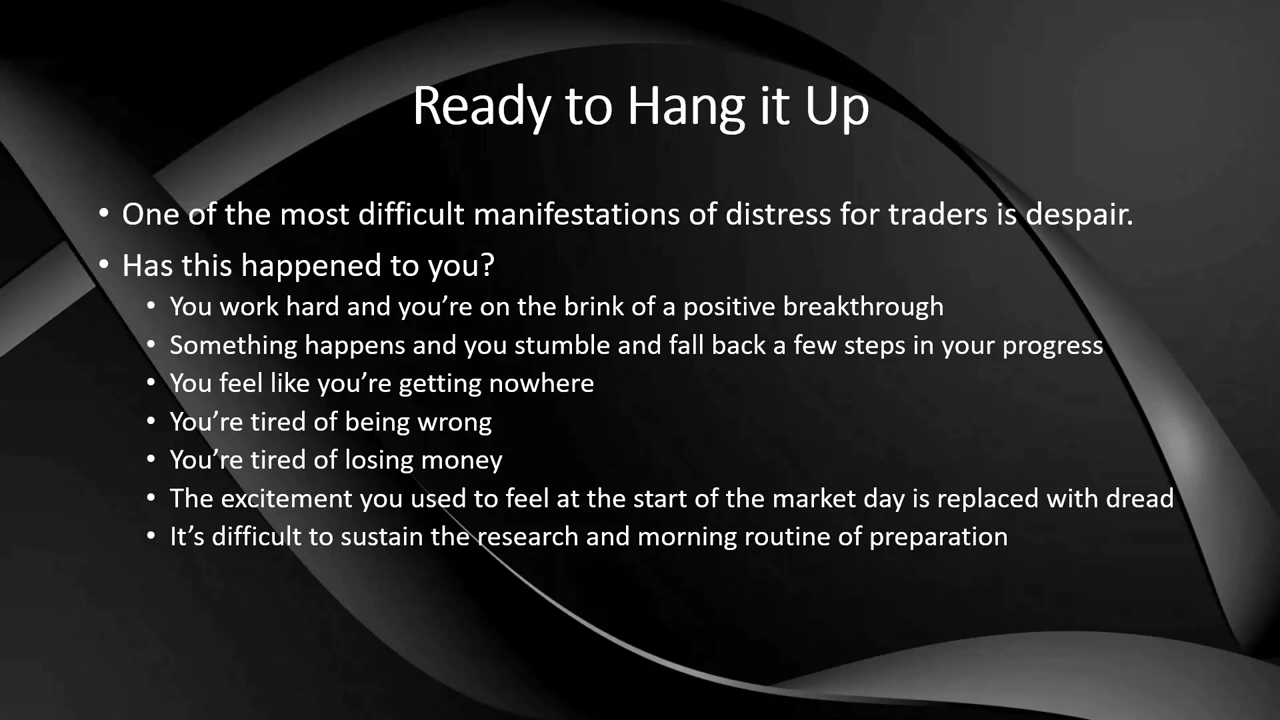 Ready to Hang it Up
• One of the most difficult manifestations of distress for traders is despair.
• Has this happened to you?
• You work hard and you’re on the brink of a positive breakthrough
• Something happens and you stumble and fall back a few steps in your progress
• You feel like you’re getting nowhere
• You’re tired of being wrong
• You’re tired of losing money
• The excitement you used to feel at the start of the market day is replaced with dread
• It’s difficult to sustain the research and morning routine of preparation